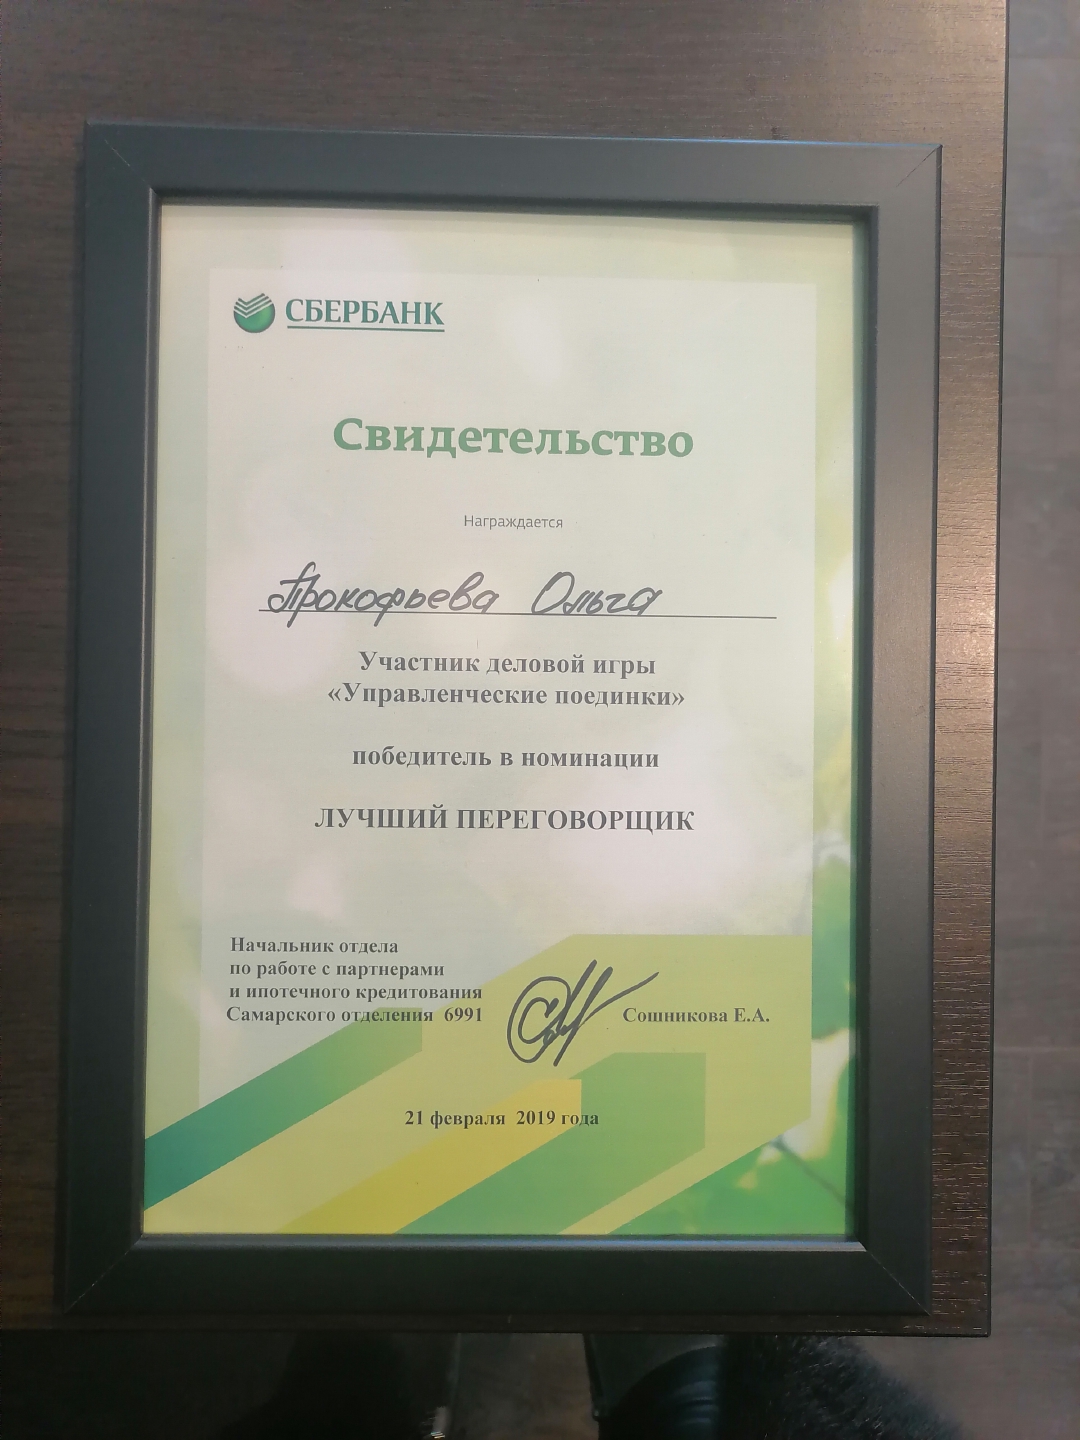 СБЕРБАНК
Свидетельство
Награждается
Прокофьева Ольга
Участник деловой игры
«Управленческие поединки»
победитель в номинации
ЛУЧШИЙ ПЕРЕГОВОРЩИК
Начальник отдела
по работе с партнерами
и ипотечного кредитования
Самарского отделения 6991
Сошникова Е.А.
21 февраля 2019 года